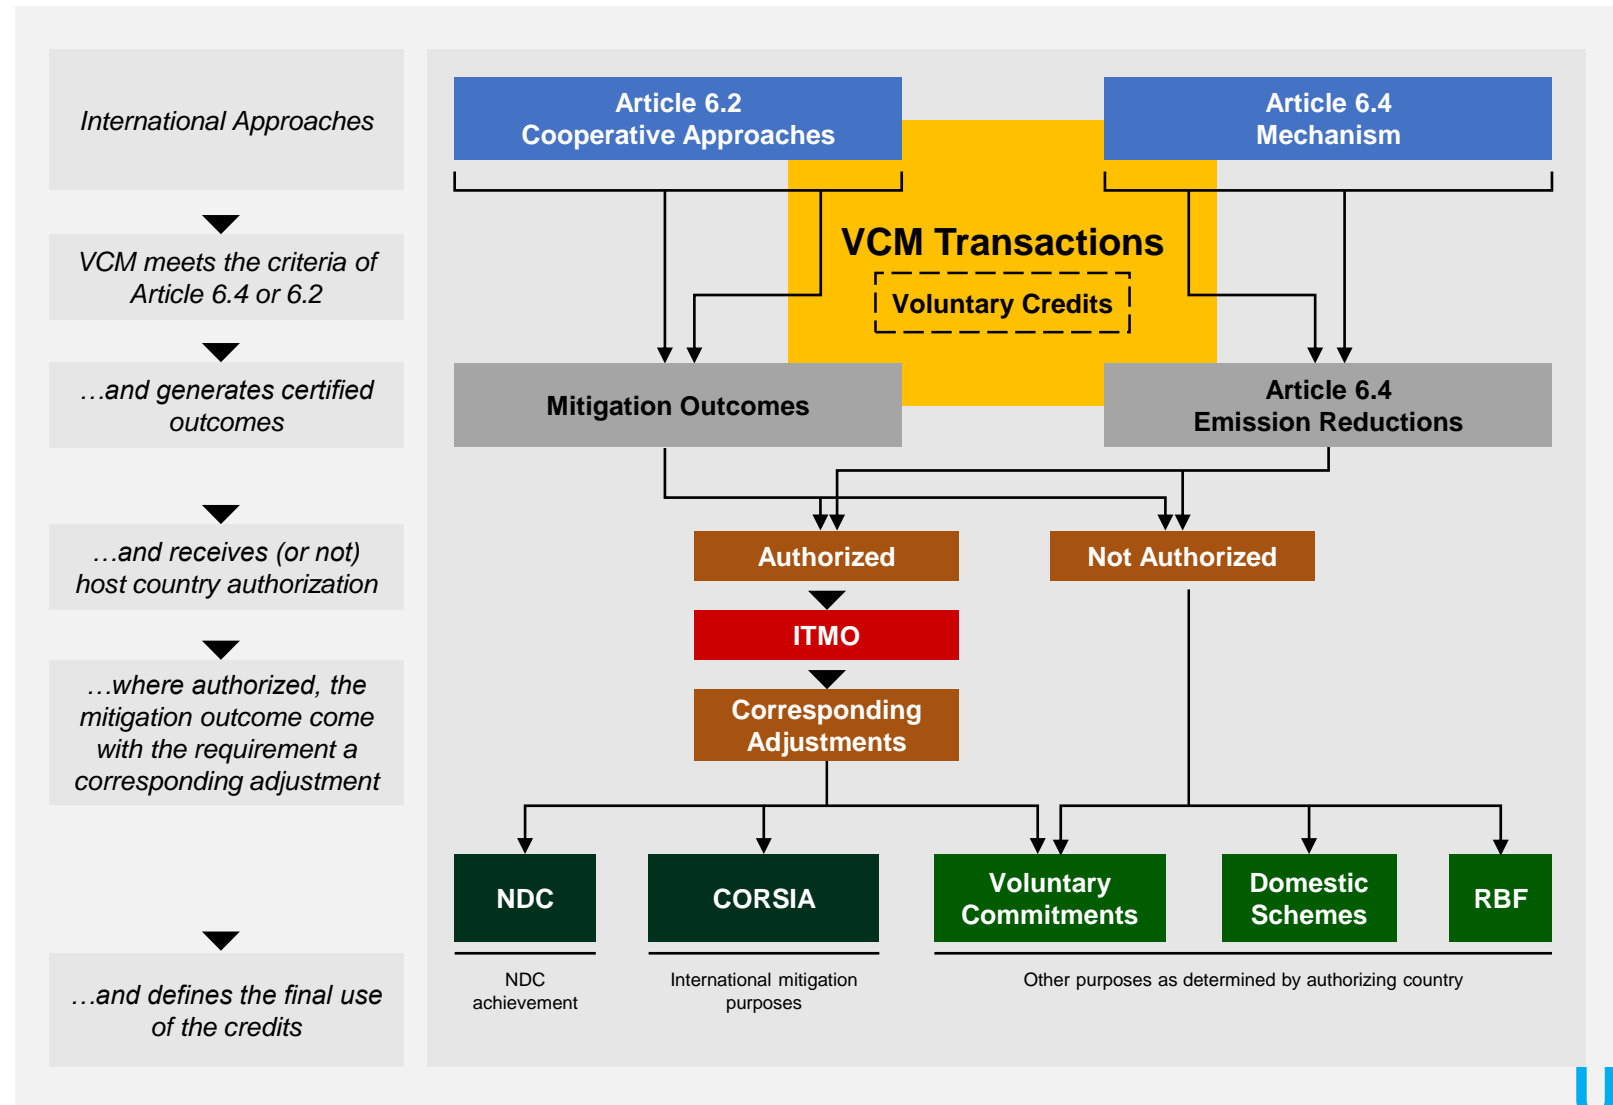 International Approaches
VCM meets the criteria of
Article 6.4 or 6.2
…and generates certified
outcomes
…and receives (or not)
host country authorization
…where authorized, the
mitigation outcome come
with the requirement a
corresponding adjustment
…and defines the final use
of the credits
Article 6.2
Cooperative Approaches
Article 6.4
Mechanism
VCM Transactions
Voluntary Credits
Mitigation Outcomes
Article 6.4
Emission Reductions
Authorized
Not Authorized
ITMO
Corresponding
Adjustments
NDC
CORSIA
Voluntary
Commitments
Domestic
Schemes
RBF
NDC
achievement
International mitigation
purposes
Other purposes as determined by authorizing country